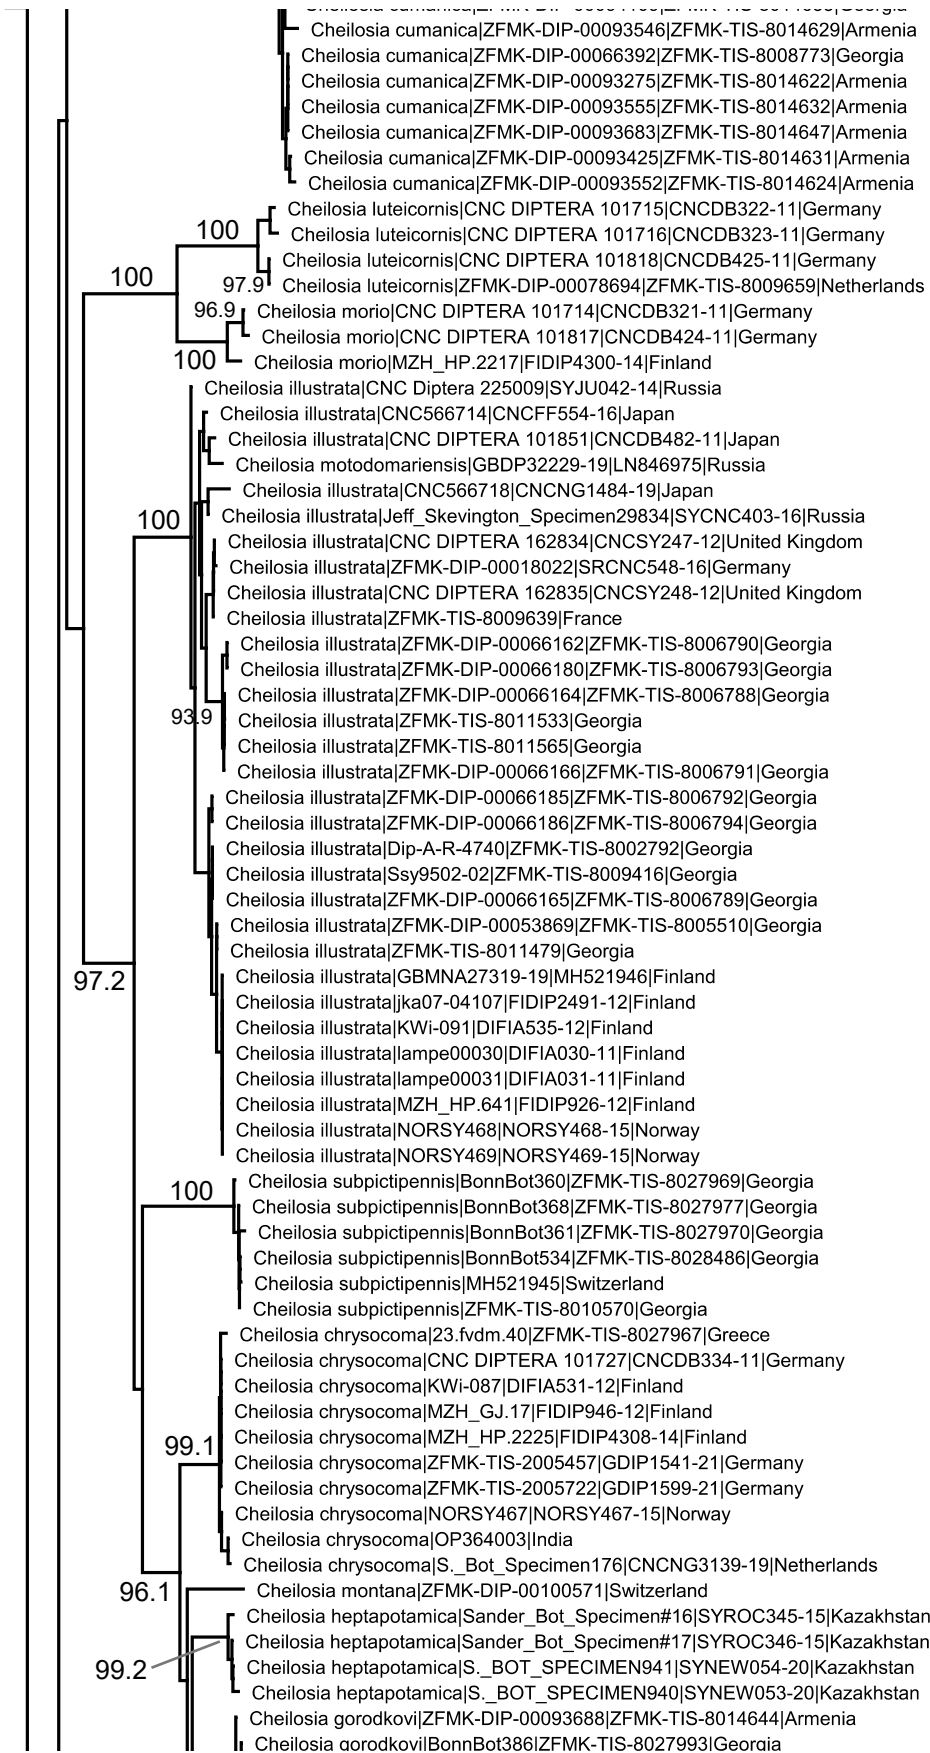 Cheilosia cumanica|ZFMK-DIP-00093546|ZFMK-TIS-8014629|Armenia
Cheilosia cumanica|ZFMK-DIP-00066392|ZFMK-TIS-8008773|Georgia
Cheilosia cumanica|ZFMK-DIP-00093275|ZFMK-TIS-8014622|Armenia
Cheilosia cumanica|ZFMK-DIP-00093555|ZFMK-TIS-8014632|Armenia
Cheilosia cumanica|ZFMK-DIP-00093683|ZFMK-TIS-8014647|Armenia
Cheilosia cumanica|ZFMK-DIP-00093425|ZFMK-TIS-8014631|Armenia
Cheilosia cumanica|ZFMK-DIP-00093552|ZFMK-TIS-8014624|Armenia
Cheilosia luteicornis|CNC DIPTERA 101715|CNCDB322-11|Germany
100
Cheilosia luteicornis|CNC DIPTERA 101716|CNCDB323-11|Germany
Cheilosia luteicornis|CNC DIPTERA 101818|CNCDB425-11|Germany
100
97.9
Cheilosia luteicornis|ZFMK-DIP-00078694|ZFMK-TIS-8009659|Netherlands
96.9
Cheilosia morio|CNC DIPTERA 101714|CNCDB321-11|Germany
Cheilosia morio|CNC DIPTERA 101817|CNCDB424-11|Germany
100
Cheilosia morio|MZH_HP.2217|FIDIP4300-14|Finland
Cheilosia illustrata|CNC Diptera 225009|SYJU042-14|Russia
Cheilosia illustrata|CNC566714|CNCFF554-16|Japan
Cheilosia illustrata|CNC DIPTERA 101851|CNCDB482-11|Japan
Cheilosia motodomariensis|GBDP32229-19|LN846975|Russia
Cheilosia illustrata|CNC566718|CNCNG1484-19|Japan
100
Cheilosia illustrata|Jeff_Skevington_Specimen29834|SYCNC403-16|Russia
Cheilosia illustrata|CNC DIPTERA 162834|CNCSY247-12|United Kingdom
Cheilosia illustrata|ZFMK-DIP-00018022|SRCNC548-16|Germany
Cheilosia illustrata|CNC DIPTERA 162835|CNCSY248-12|United Kingdom
Cheilosia illustrata|ZFMK-TIS-8009639|France
Cheilosia illustrata|ZFMK-DIP-00066162|ZFMK-TIS-8006790|Georgia
Cheilosia illustrata|ZFMK-DIP-00066180|ZFMK-TIS-8006793|Georgia
Cheilosia illustrata|ZFMK-DIP-00066164|ZFMK-TIS-8006788|Georgia
93.9
Cheilosia illustrata|ZFMK-TIS-8011533|Georgia
Cheilosia illustrata|ZFMK-TIS-8011565|Georgia
Cheilosia illustrata|ZFMK-DIP-00066166|ZFMK-TIS-8006791|Georgia
Cheilosia illustrata|ZFMK-DIP-00066185|ZFMK-TIS-8006792|Georgia
Cheilosia illustrata|ZFMK-DIP-00066186|ZFMK-TIS-8006794|Georgia
Cheilosia illustrata|Dip-A-R-4740|ZFMK-TIS-8002792|Georgia
Cheilosia illustrata|Ssy9502-02|ZFMK-TIS-8009416|Georgia
Cheilosia illustrata|ZFMK-DIP-00066165|ZFMK-TIS-8006789|Georgia
Cheilosia illustrata|ZFMK-DIP-00053869|ZFMK-TIS-8005510|Georgia
Cheilosia illustrata|ZFMK-TIS-8011479|Georgia
97.2
Cheilosia illustrata|GBMNA27319-19|MH521946|Finland
Cheilosia illustrata|jka07-04107|FIDIP2491-12|Finland
Cheilosia illustrata|KWi-091|DIFIA535-12|Finland
Cheilosia illustrata|lampe00030|DIFIA030-11|Finland
Cheilosia illustrata|lampe00031|DIFIA031-11|Finland
Cheilosia illustrata|MZH_HP.641|FIDIP926-12|Finland
Cheilosia illustrata|NORSY468|NORSY468-15|Norway
Cheilosia illustrata|NORSY469|NORSY469-15|Norway
Cheilosia subpictipennis|BonnBot360|ZFMK-TIS-8027969|Georgia
100
Cheilosia subpictipennis|BonnBot368|ZFMK-TIS-8027977|Georgia
Cheilosia subpictipennis|BonnBot361|ZFMK-TIS-8027970|Georgia
Cheilosia subpictipennis|BonnBot534|ZFMK-TIS-8028486|Georgia
Cheilosia subpictipennis|MH521945|Switzerland
Cheilosia subpictipennis|ZFMK-TIS-8010570|Georgia
Cheilosia chrysocoma|23.fvdm.40|ZFMK-TIS-8027967|Greece
Cheilosia chrysocoma|CNC DIPTERA 101727|CNCDB334-11|Germany
Cheilosia chrysocoma|KWi-087|DIFIA531-12|Finland
Cheilosia chrysocoma|MZH_GJ.17|FIDIP946-12|Finland
Cheilosia chrysocoma|MZH_HP.2225|FIDIP4308-14|Finland
99.1
Cheilosia chrysocoma|ZFMK-TIS-2005457|GDIP1541-21|Germany
Cheilosia chrysocoma|ZFMK-TIS-2005722|GDIP1599-21|Germany
Cheilosia chrysocoma|NORSY467|NORSY467-15|Norway
Cheilosia chrysocoma|OP364003|India
Cheilosia chrysocoma|S._Bot_Specimen176|CNCNG3139-19|Netherlands
96.1
Cheilosia montana|ZFMK-DIP-00100571|Switzerland
Cheilosia heptapotamica|Sander_Bot_Specimen#16|SYROC345-15|Kazakhstan
Cheilosia heptapotamica|Sander_Bot_Specimen#17|SYROC346-15|Kazakhstan
99.2
Cheilosia heptapotamica|S._BOT_SPECIMEN941|SYNEW054-20|Kazakhstan
Cheilosia heptapotamica|S._BOT_SPECIMEN940|SYNEW053-20|Kazakhstan
Cheilosia gorodkovi|ZFMK-DIP-00093688|ZFMK-TIS-8014644|Armenia
Cheilosia gorodkovi|BonnBot386|ZFMK-TIS-8027993|Georgia